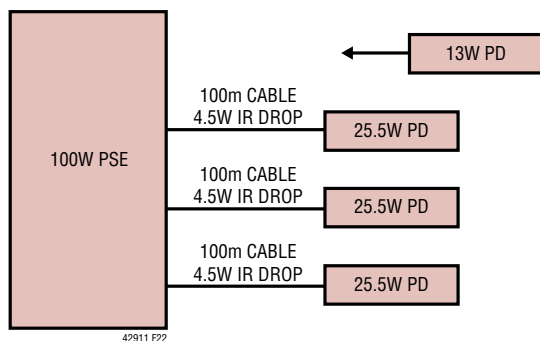 13W PD
100m CABLE
4.5W IR DROP
25.5W PD
100W PSE
100m CABLE
4.5W IR DROP
25.5W PD
100m CABLE
4.5W IR DROP
25.5W PD
42911 F22